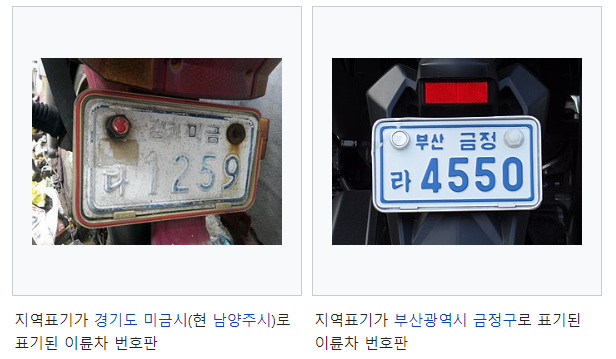 경기 미금
라 1259
부산 금정
라 4550
지역표기가 경기도 미금시(현 남양주시)로
표기된 이륜차 번호판
지역표기가 부산광역시 금정구로 표기된
이륜차 번호판